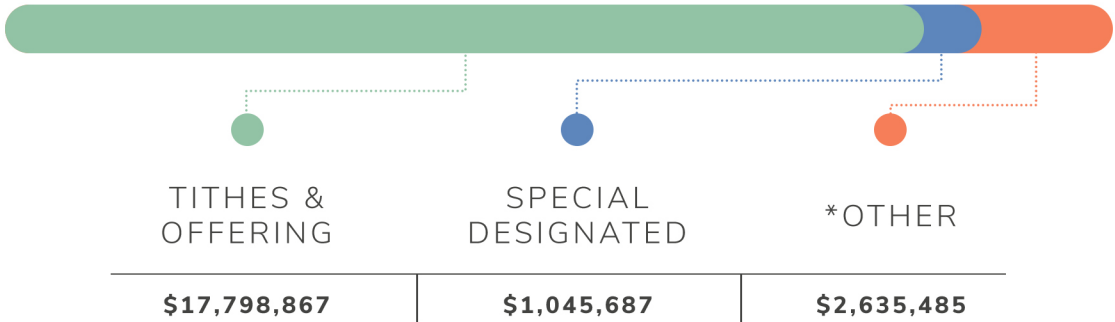 TITHES &
OFFERING
SPECIAL
DESIGNATED
*OTHER
$17,798,867
$1,045,687
$2,635,485